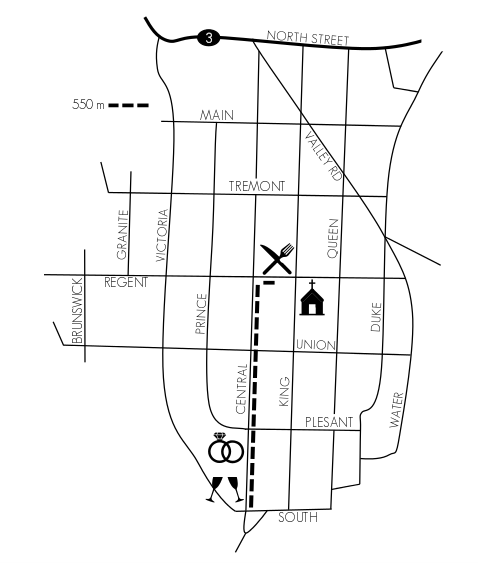 3
NORTH STREET
550 m
MAIN
VALLEY RD
TREMONT
GRANITE
VICTORIA
QUEEN
REGENT
BRUNSWICK
PRINCE
DUKE
UNION
CENTRAL
KING
WATER
PLESANT
SOUTH